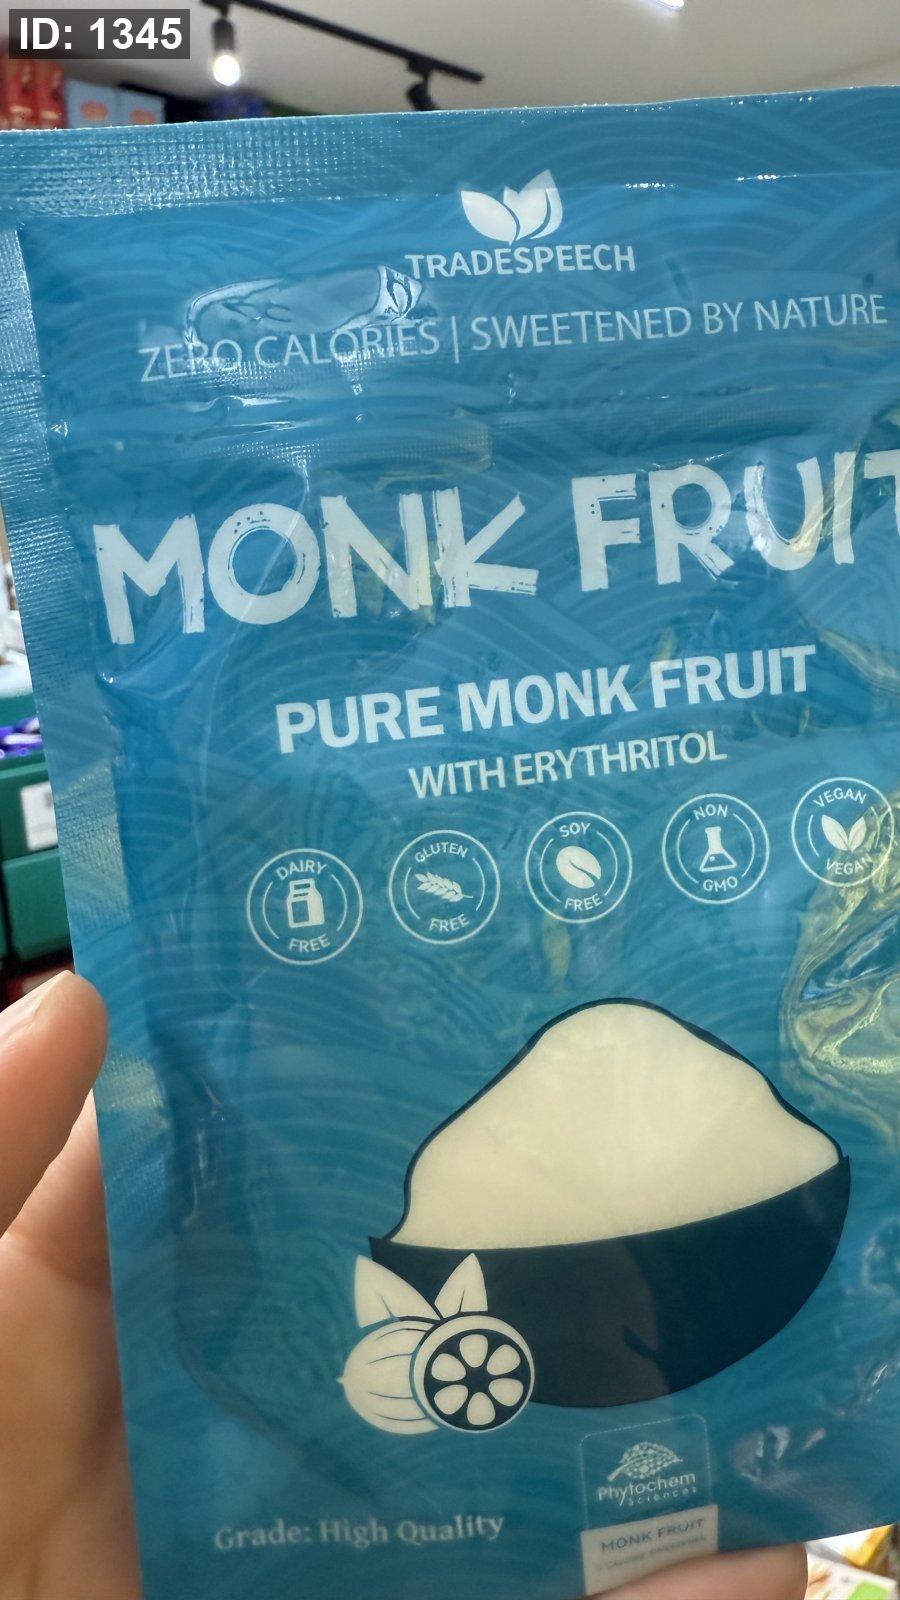 ID: 1345
TRADESPEECH
ZERO CALORIES | SWEETENED BY NATURE
MONK FRUIT
PURE MONK FRUIT
WITH ERYTHRITOL
DAIRY FREE
GLUTEN FREE
SOY FREE
NON GMO
VEGAN VEGAN
Phytochem
Sciences
MONK FRUIT
Grade: High Quality